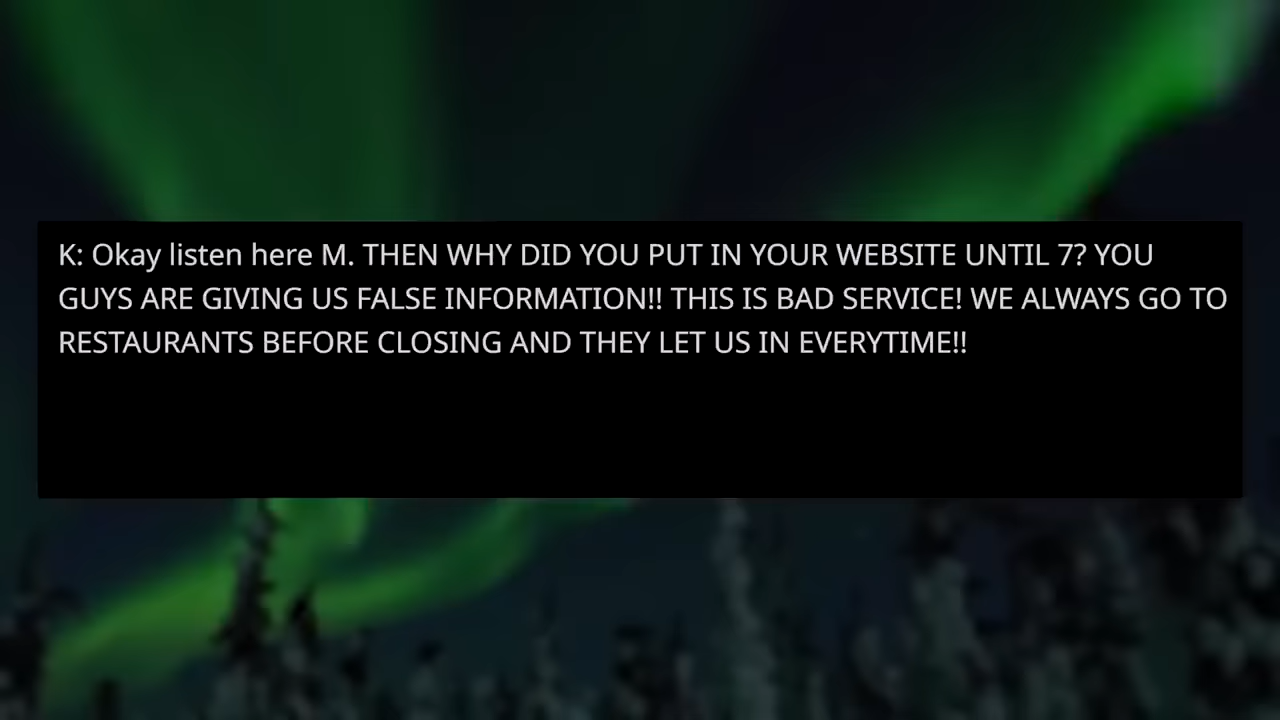 K: Okay listen here M. THEN WHY DID YOU PUT IN YOUR WEBSITE UNTIL 7? YOU
GUYS ARE GIVING US FALSE INFORMATION!! THIS IS BAD SERVICE! WE ALWAYS GO TO
RESTAURANTS BEFORE CLOSING AND THEY LET US IN EVERYTIME!!